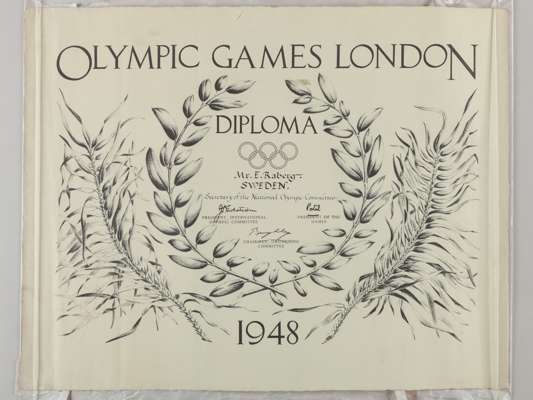 OLYMPIC GAMES LONDON
DIPLOMA
Mr. E. Raberg
SWEDEN.
Secretary of the National Olympic Committee
PRESIDENT, INTERNATIONAL
OLYMPIC COMMITTEE
PRESIDENT OF THE
GAMES
CHAIRMAN, ORGANISING
COMMITTEE
1948